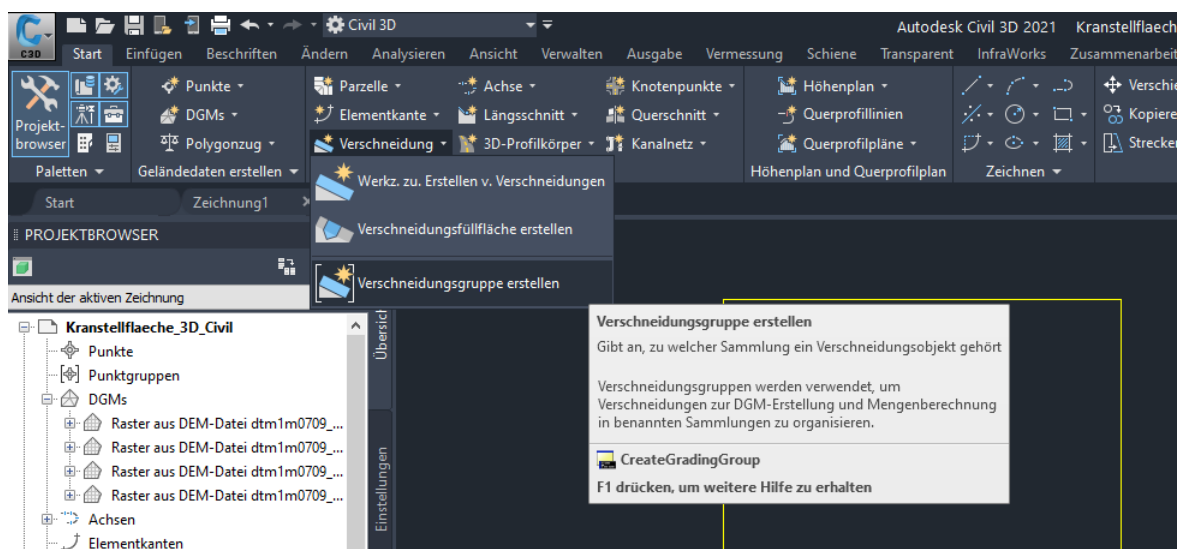 C3D
Civil 3D
Autodesk Civil 3D 2021 Kranstellflaech
Start Einfügen Beschriften Ändern Analysieren Ansicht Verwalten Ausgabe Vermessung Schiene Transparent InfraWorks Zusammenarbeit
Punkte Parzelle Achse Knotenpunkte Höhenplan Verschie
DGMs Elementkante Längsschnitt Querschnitt Querprofillinien Kopiere
Projekt-
browser
Polygonzug Verschneidung 3D-Profilkörper Kanalnetz Querprofilpläne Strecken
Paletten Geländedaten erstellen Höhenplan und Querprofilplan Zeichnen
Werkz. zu. Erstellen v. Verschneidungen
Start Zeichnung1
Verschneidungsfüllfläche erstellen
PROJEKTBROWSER
Verschneidungsgruppe erstellen
Ansicht der aktiven Zeichnung
Kranstellflaeche_3D_Civil
Punkte
Punktgruppen
DGMs
Raster aus DEM-Datei dtm1m0709_...
Raster aus DEM-Datei dtm1m0709_...
Raster aus DEM-Datei dtm1m0709_...
Raster aus DEM-Datei dtm1m0709_...
Achsen
Elementkanten
Übersich
Einstellungen
Verschneidungsgruppe erstellen
Gibt an, zu welcher Sammlung ein Verschneidungsobjekt gehört
Verschneidungsgruppen werden verwendet, um
Verschneidungen zur DGM-Erstellung und Mengenberechnung
in benannten Sammlungen zu organisieren.
CreateGradingGroup
F1 drücken, um weitere Hilfe zu erhalten